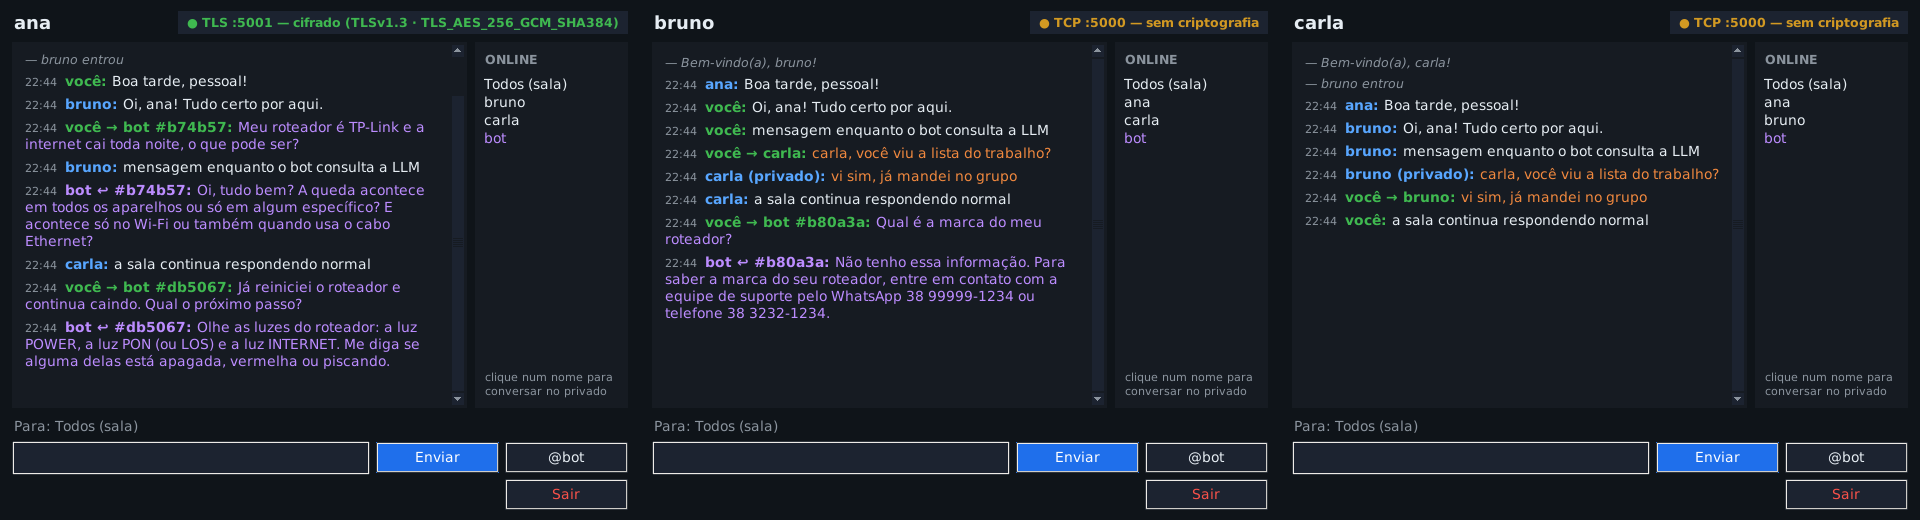 ana
● TLS :5001 — cifrado (TLSv1.3 · TLS_AES_256_GCM_SHA384)
— bruno entrou
22:44 você: Boa tarde, pessoal!
22:44 bruno: Oi, ana! Tudo certo por aqui.
22:44 você → bot #b74b57: Meu roteador é TP-Link e a
internet cai toda noite, o que pode ser?
22:44 bruno: mensagem enquanto o bot consulta a LLM
22:44 bot ↩ #b74b57: Oi, tudo bem? A queda acontece
em todos os aparelhos ou só em algum específico? E
acontece só no Wi-Fi ou também quando usa o cabo
Ethernet?
22:44 carla: a sala continua respondendo normal
22:44 você → bot #db5067: Já reiniciei o roteador e
continua caindo. Qual o próximo passo?
22:44 bot ↩ #db5067: Olhe as luzes do roteador: a luz
POWER, a luz PON (ou LOS) e a luz INTERNET. Me diga se
alguma delas está apagada, vermelha ou piscando.
ONLINE
Todos (sala)
bruno
carla
bot
clique num nome para
conversar no privado
Para: Todos (sala)
Enviar
@bot
Sair
bruno
● TCP :5000 — sem criptografia
— Bem-vindo(a), bruno!
22:44 ana: Boa tarde, pessoal!
22:44 você: Oi, ana! Tudo certo por aqui.
22:44 você: mensagem enquanto o bot consulta a LLM
22:44 você → carla: carla, você viu a lista do trabalho?
22:44 carla (privado): vi sim, já mandei no grupo
22:44 carla: a sala continua respondendo normal
22:44 você → bot #b80a3a: Qual é a marca do meu
roteador?
22:44 bot ↩ #b80a3a: Não tenho essa informação. Para
saber a marca do seu roteador, entre em contato com a
equipe de suporte pelo WhatsApp 38 99999-1234 ou
telefone 38 3232-1234.
ONLINE
Todos (sala)
ana
carla
bot
clique num nome para
conversar no privado
Para: Todos (sala)
Enviar
@bot
Sair
carla
● TCP :5000 — sem criptografia
— Bem-vindo(a), carla!
— bruno entrou
22:44 ana: Boa tarde, pessoal!
22:44 bruno: Oi, ana! Tudo certo por aqui.
22:44 bruno: mensagem enquanto o bot consulta a LLM
22:44 bruno (privado): carla, você viu a lista do trabalho?
22:44 você → bruno: vi sim, já mandei no grupo
22:44 você: a sala continua respondendo normal
ONLINE
Todos (sala)
ana
bruno
bot
clique num nome para
conversar no privado
Para: Todos (sala)
Enviar
@bot
Sair